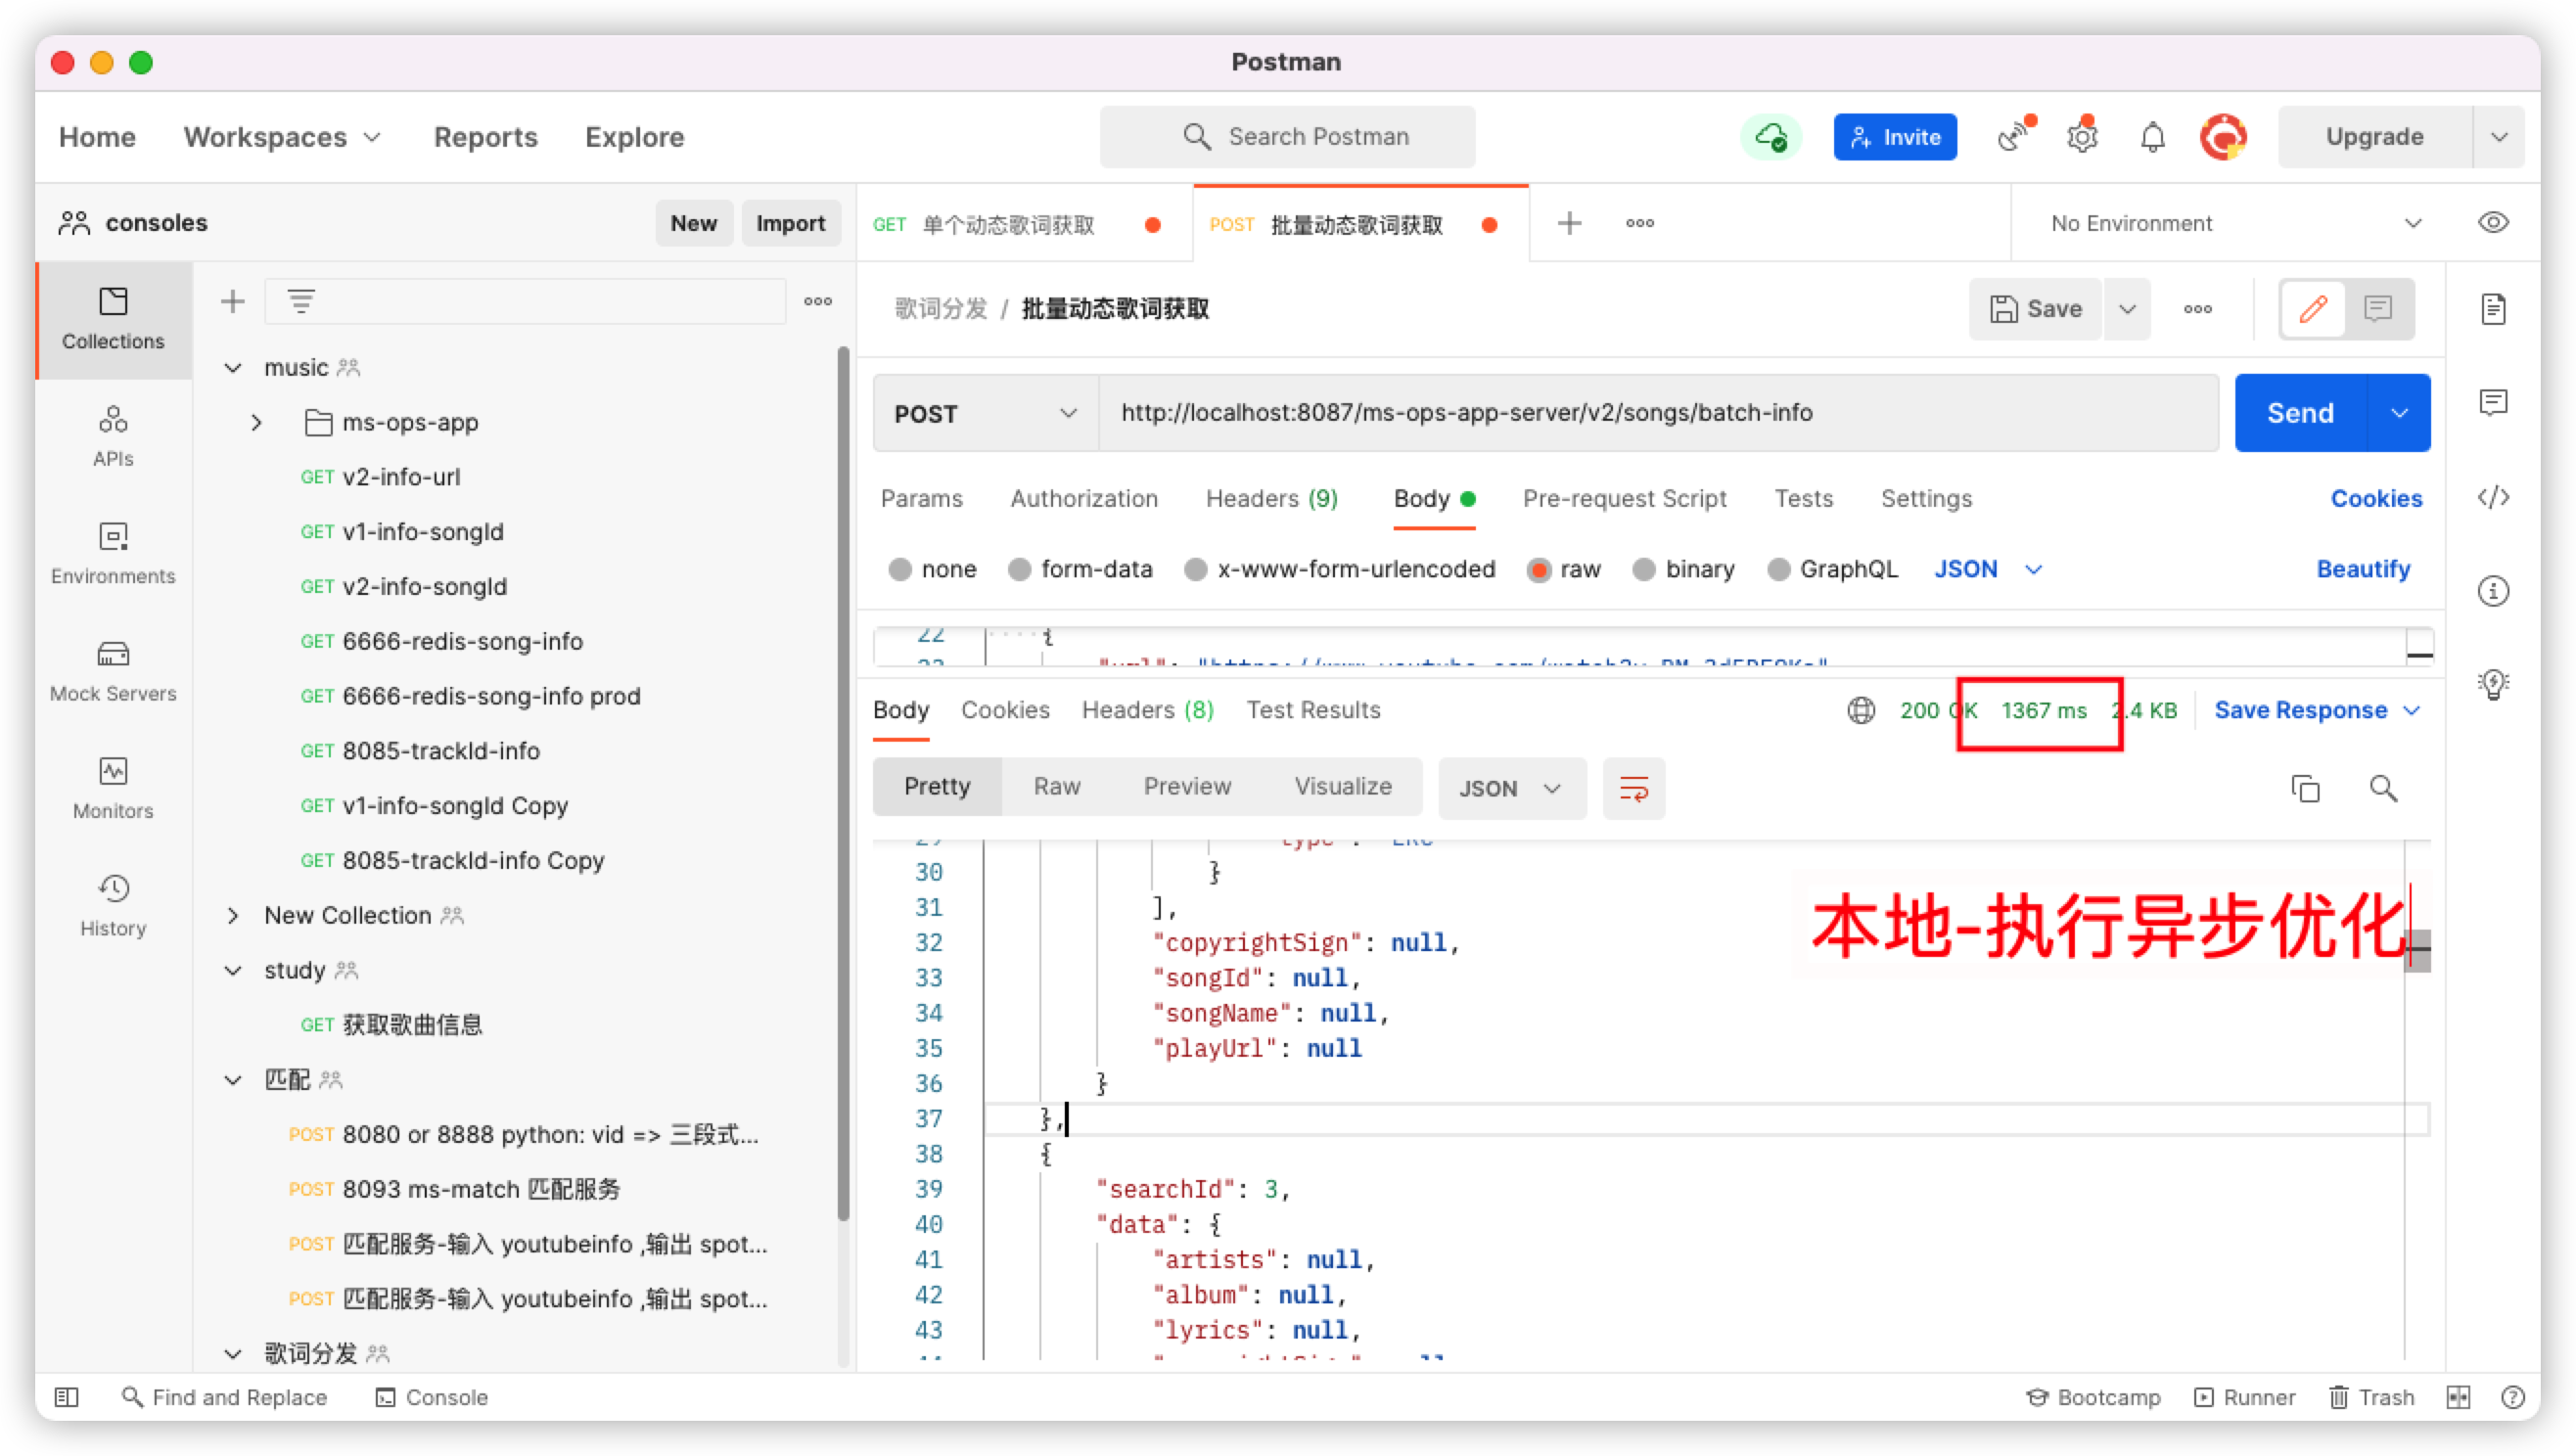 Postman
Home Workspaces Reports Explore Search Postman Invite Upgrade
consoles New Import GET 单个动态歌词获取 POST 批量动态歌词获取 No Environment
歌词分发 / 批量动态歌词获取 Save
Collections
APIs
Environments
Mock Servers
Monitors
History
music
ms-ops-app
GET v2-info-url
GET v1-info-songId
GET v2-info-songId
GET 6666-redis-song-info
GET 6666-redis-song-info prod
GET 8085-trackId-info
GET v1-info-songId Copy
GET 8085-trackId-info Copy
New Collection
study
GET 获取歌曲信息
匹配
POST 8080 or 8888 python: vid => 三段式...
POST 8093 ms-match 匹配服务
POST 匹配服务-输入 youtubeinfo ,输出 spot...
POST 匹配服务-输入 youtubeinfo ,输出 spot...
歌词分发
POST http://localhost:8087/ms-ops-app-server/v2/songs/batch-info Send
Params Authorization Headers (9) Body Pre-request Script Tests Settings Cookies
none form-data x-www-form-urlencoded raw binary GraphQL JSON Beautify
22 {
Body Cookies Headers (8) Test Results 200 OK 1367 ms 2.4 KB Save Response
Pretty Raw Preview Visualize JSON
30 }
31 ],
32 "copyrightSign": null,
33 "songId": null,
34 "songName": null,
35 "playUrl": null
36 }
37 },
38 {
39 "searchId": 3,
40 "data": {
41 "artists": null,
42 "album": null,
43 "lyrics": null,
本地-执行异步优化
Find and Replace Console Bootcamp Runner Trash